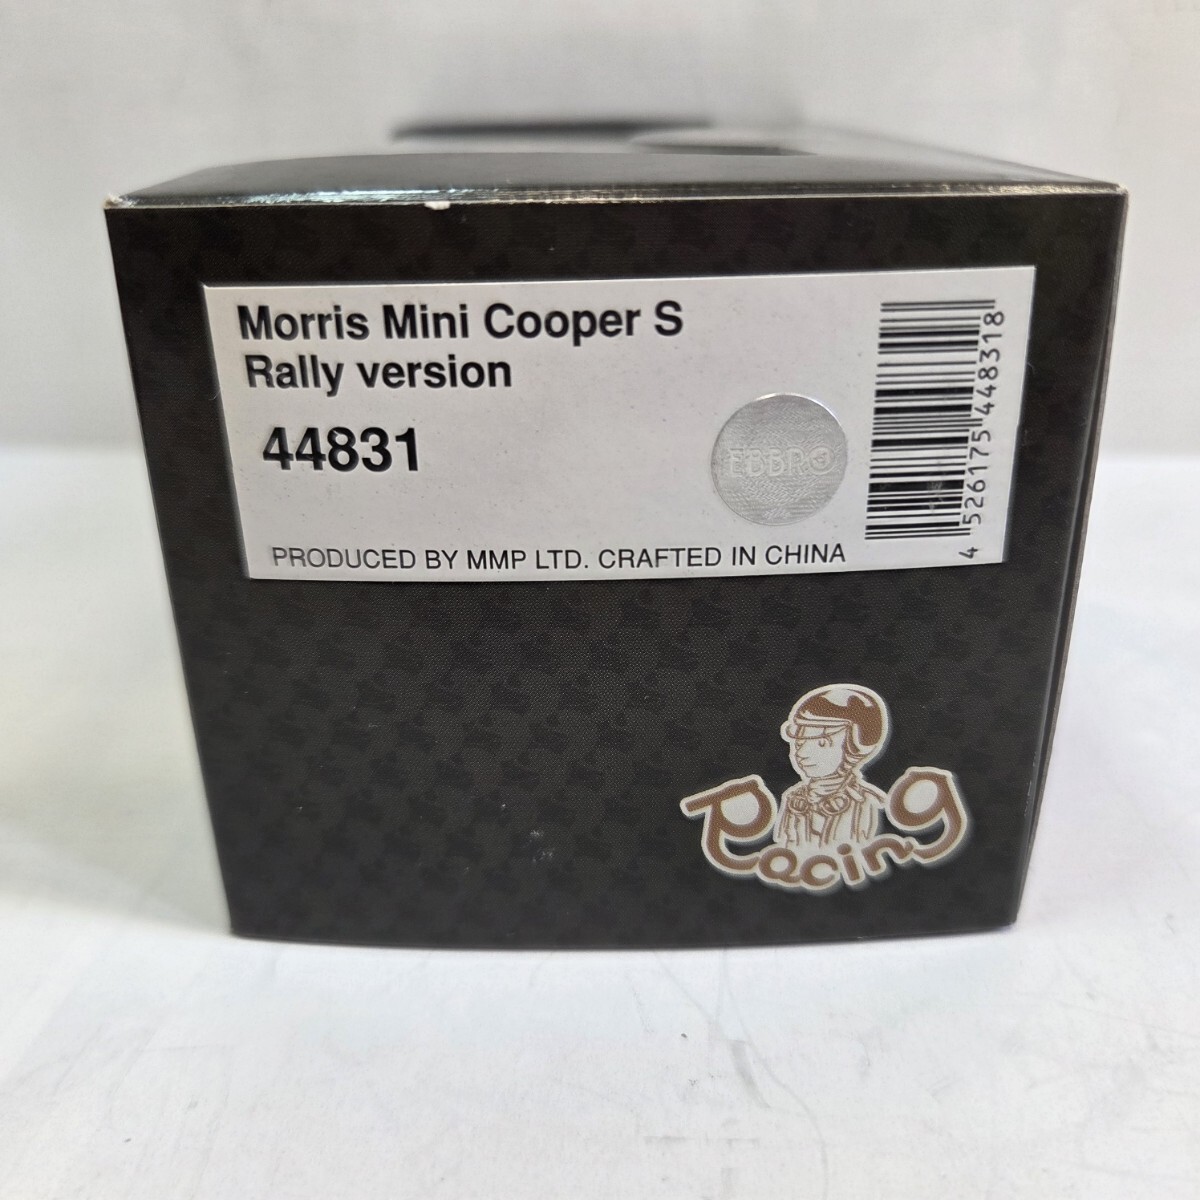 Morris Mini Cooper S
Rally version
44831
EBBRO
PRODUCED BY MMP LTD. CRAFTED IN CHINA
4 526175 448318
Racing